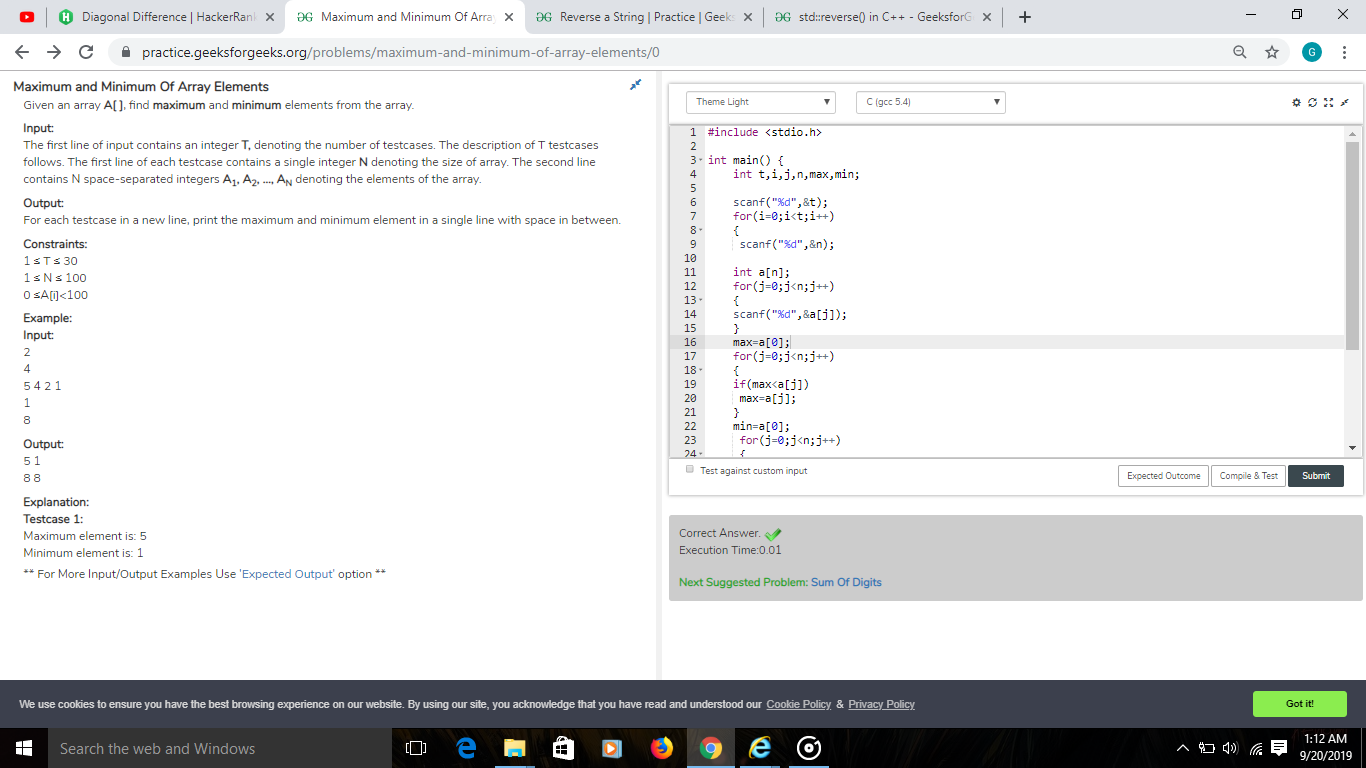 Diagonal Difference | HackerRank
Maximum and Minimum Of Array
Reverse a String | Practice | Geeks
std::reverse() in C++ - GeeksforG
practice.geeksforgeeks.org/problems/maximum-and-minimum-of-array-elements/0
G
Maximum and Minimum Of Array Elements
Given an array A[ ], find maximum and minimum elements from the array.
Input:
The first line of input contains an integer T, denoting the number of testcases. The description of T testcases
follows. The first line of each testcase contains a single integer N denoting the size of array. The second line
contains N space-separated integers A1, A2, ..., AN denoting the elements of the array.
Output:
For each testcase in a new line, print the maximum and minimum element in a single line with space in between.
Constraints:
1 ≤ T ≤ 30
1 ≤ N ≤ 100
0 ≤A[i]<100
Example:
Input:
2
4
5 4 2 1
1
8
Output:
5 1
8 8
Explanation:
Testcase 1:
Maximum element is: 5
Minimum element is: 1
** For More Input/Output Examples Use 'Expected Output' option **
Theme Light
C (gcc 5.4)
1 #include <stdio.h>
2
3 int main() {
4 int t,i,j,n,max,min;
5
6 scanf("%d",&t);
7 for(i=0;i<t;i++)
8 {
9 scanf("%d",&n);
10
11 int a[n];
12 for(j=0;j<n;j++)
13 {
14 scanf("%d",&a[j]);
15 }
16 max=a[0];
17 for(j=0;j<n;j++)
18 {
19 if(max<a[j])
20 max=a[j];
21 }
22 min=a[0];
23 for(j=0;j<n;j++)
24 {
Test against custom input
Expected Outcome
Compile & Test
Submit
Correct Answer.
Execution Time:0.01
Next Suggested Problem: Sum Of Digits
We use cookies to ensure you have the best browsing experience on our website. By using our site, you acknowledge that you have read and understood our Cookie Policy & Privacy Policy
Got it!
Search the web and Windows
1:12 AM
9/20/2019